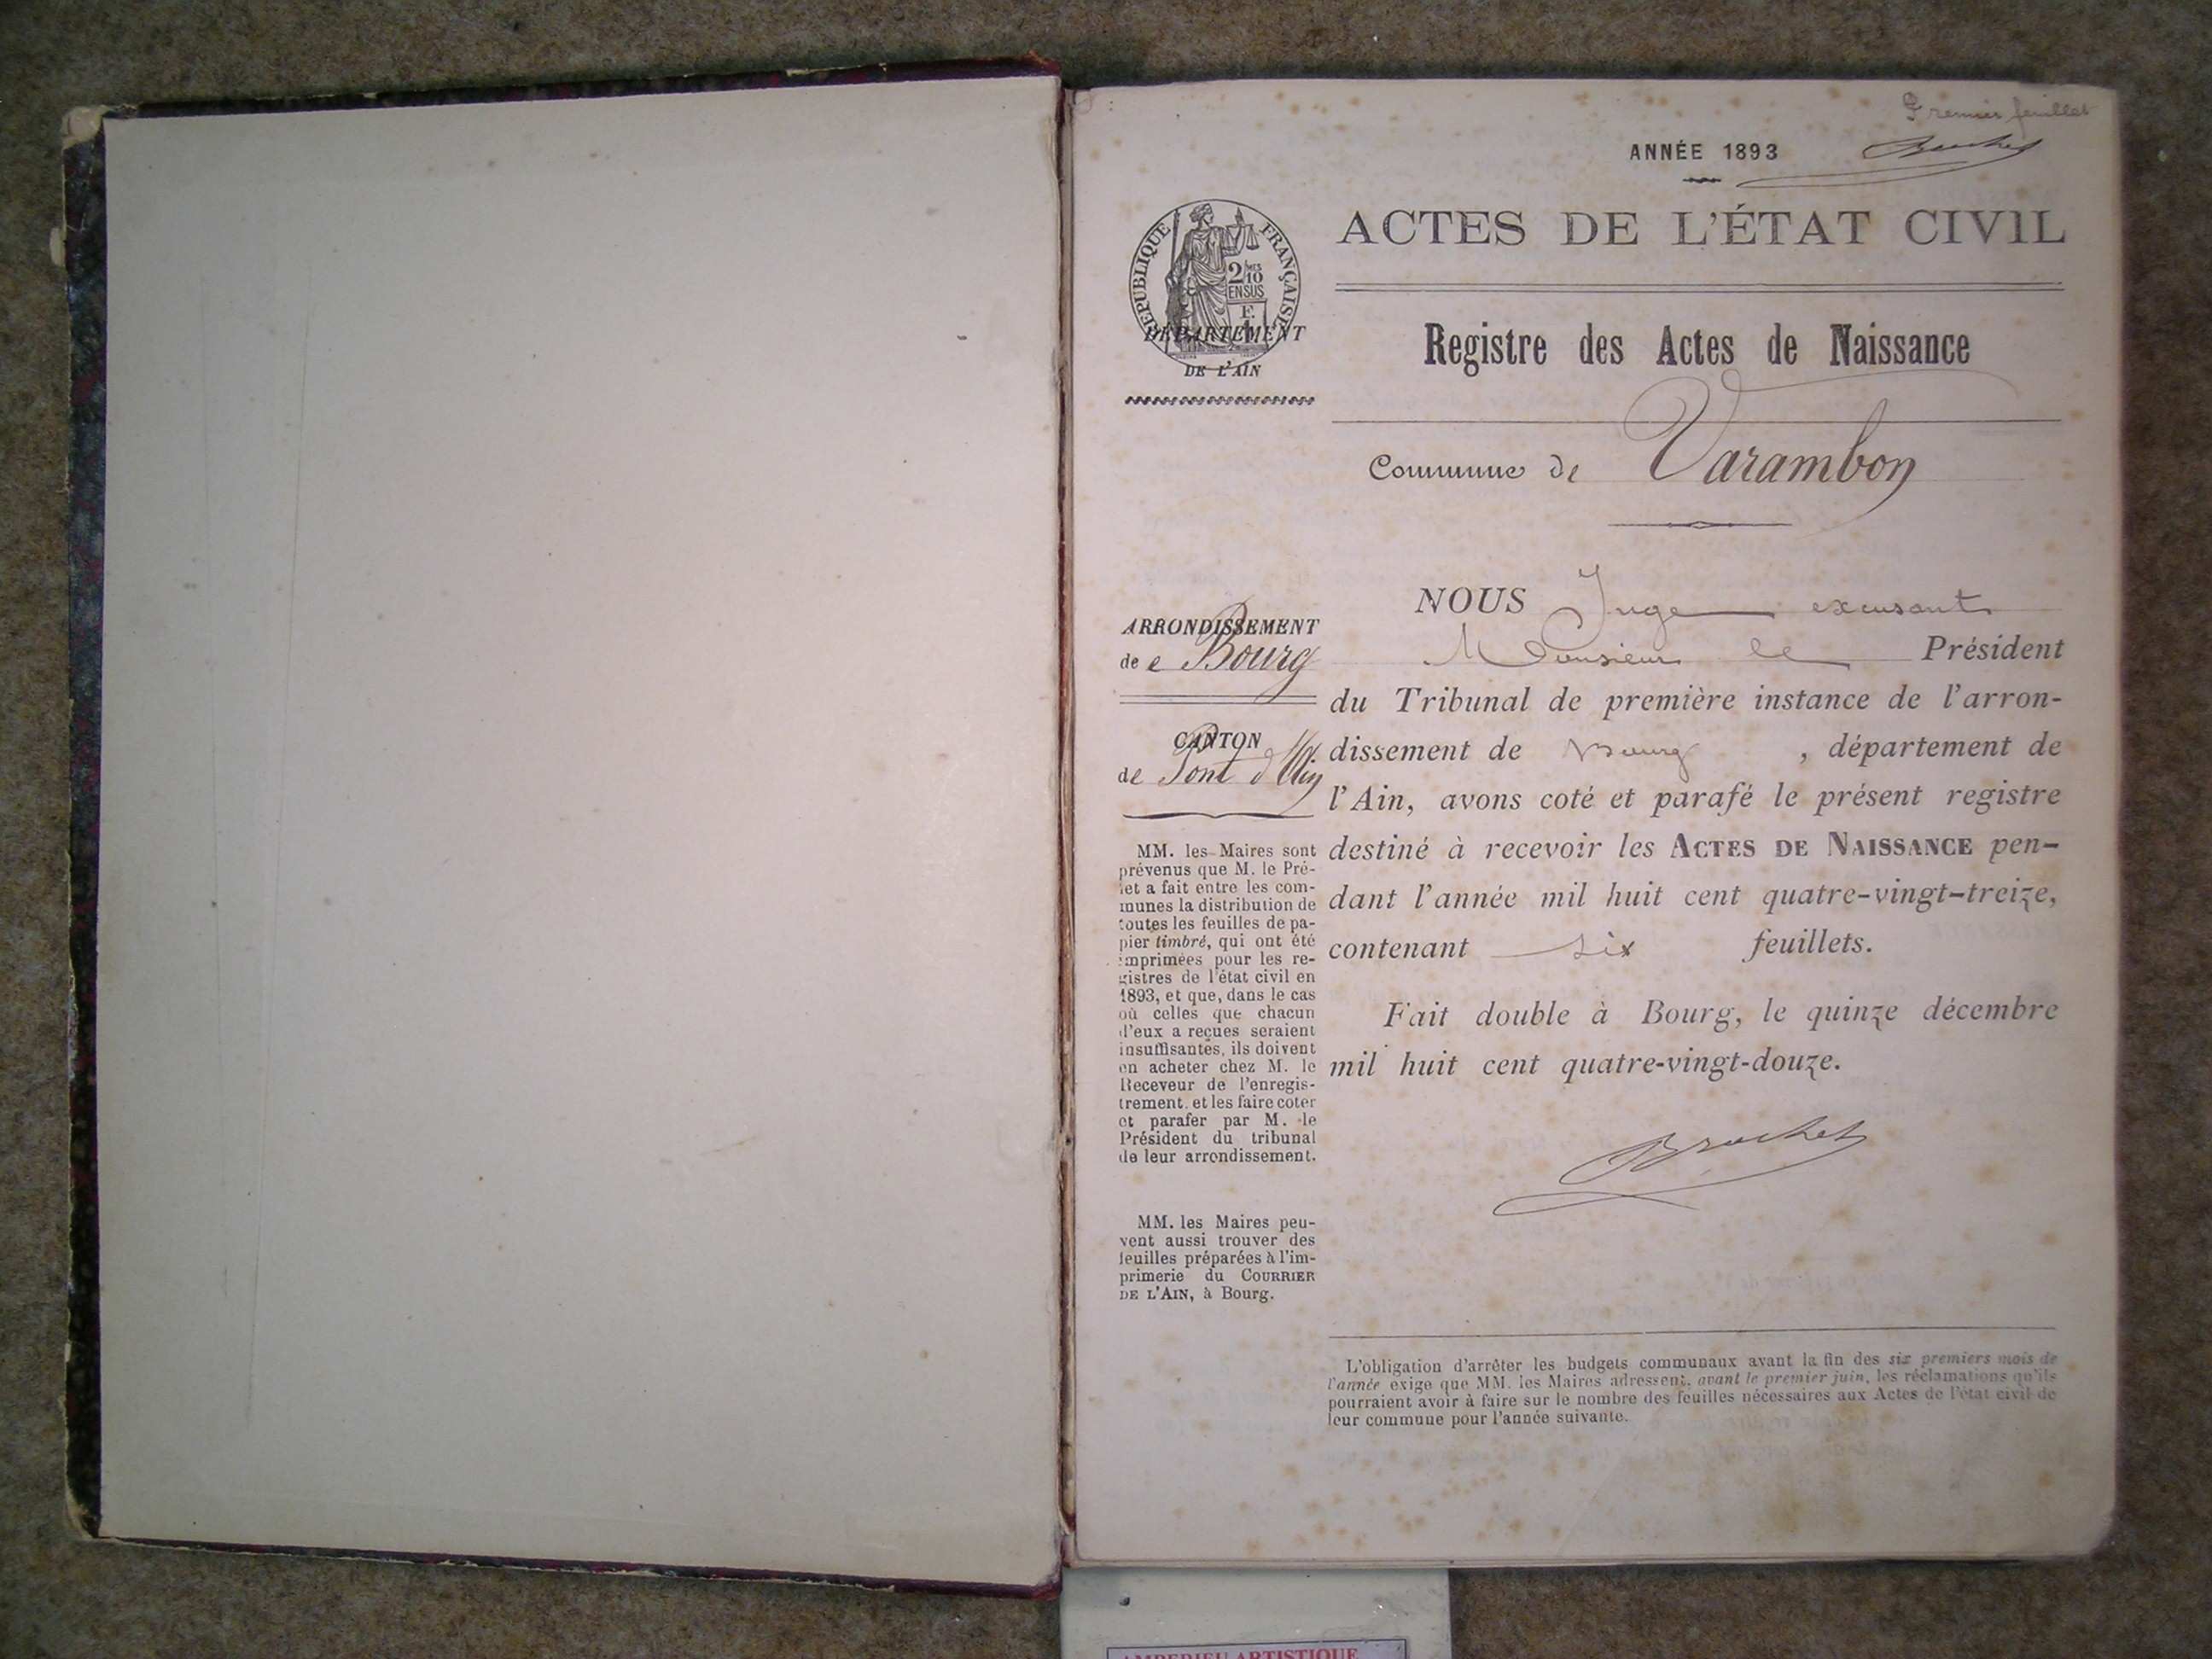 Premier feuillet
ANNÉE 1893
Bruchet
RÉPUBLIQUE FRANÇAISE
2/10 MES
EN SUS
F.
1
DÉPARTEMENT
DE L'AIN
ACTES DE L'ÉTAT CIVIL
Registre des Actes de Naissance
Commune de Varambon
ARRONDISSEMENT
de Bourg
CANTON
de Pont d'Ain
MM. les Maires sont
prévenus que M. le Pré-
fet a fait entre les com-
munes la distribution de
toutes les feuilles de pa-
pier timbré, qui ont été
imprimées pour les re-
gistres de l'état civil en
1893, et que, dans le cas
où celles que chacun
d'eux a reçues seraient
insuffisantes, ils doivent
en acheter chez M. le
Receveur de l'enregis-
trement, et les faire coter
et parafer par M. le
Président du tribunal
de leur arrondissement.
MM. les Maires peu-
vent aussi trouver des
feuilles préparées à l'im-
primerie du COURRIER
DE L'AIN, à Bourg.
NOUS Juge excusant
Monsieur le Président
du Tribunal de première instance de l'arron-
dissement de Bourg, département de
l'Ain, avons coté et parafé le présent registre
destiné à recevoir les ACTES DE NAISSANCE pen-
dant l'année mil huit cent quatre-vingt-treize,
contenant six feuillets.
Fait double à Bourg, le quinze décembre
mil huit cent quatre-vingt-douze.
Bruchet
L'obligation d'arrêter les budgets communaux avant la fin des six premiers mois de
l'année exige que MM. les Maires adressent, avant le premier juin, les réclamations qu'ils
pourraient avoir à faire sur le nombre des feuilles nécessaires aux Actes de l'état civil de
leur commune pour l'année suivante.
AMBERIEU ARTISTIQUE